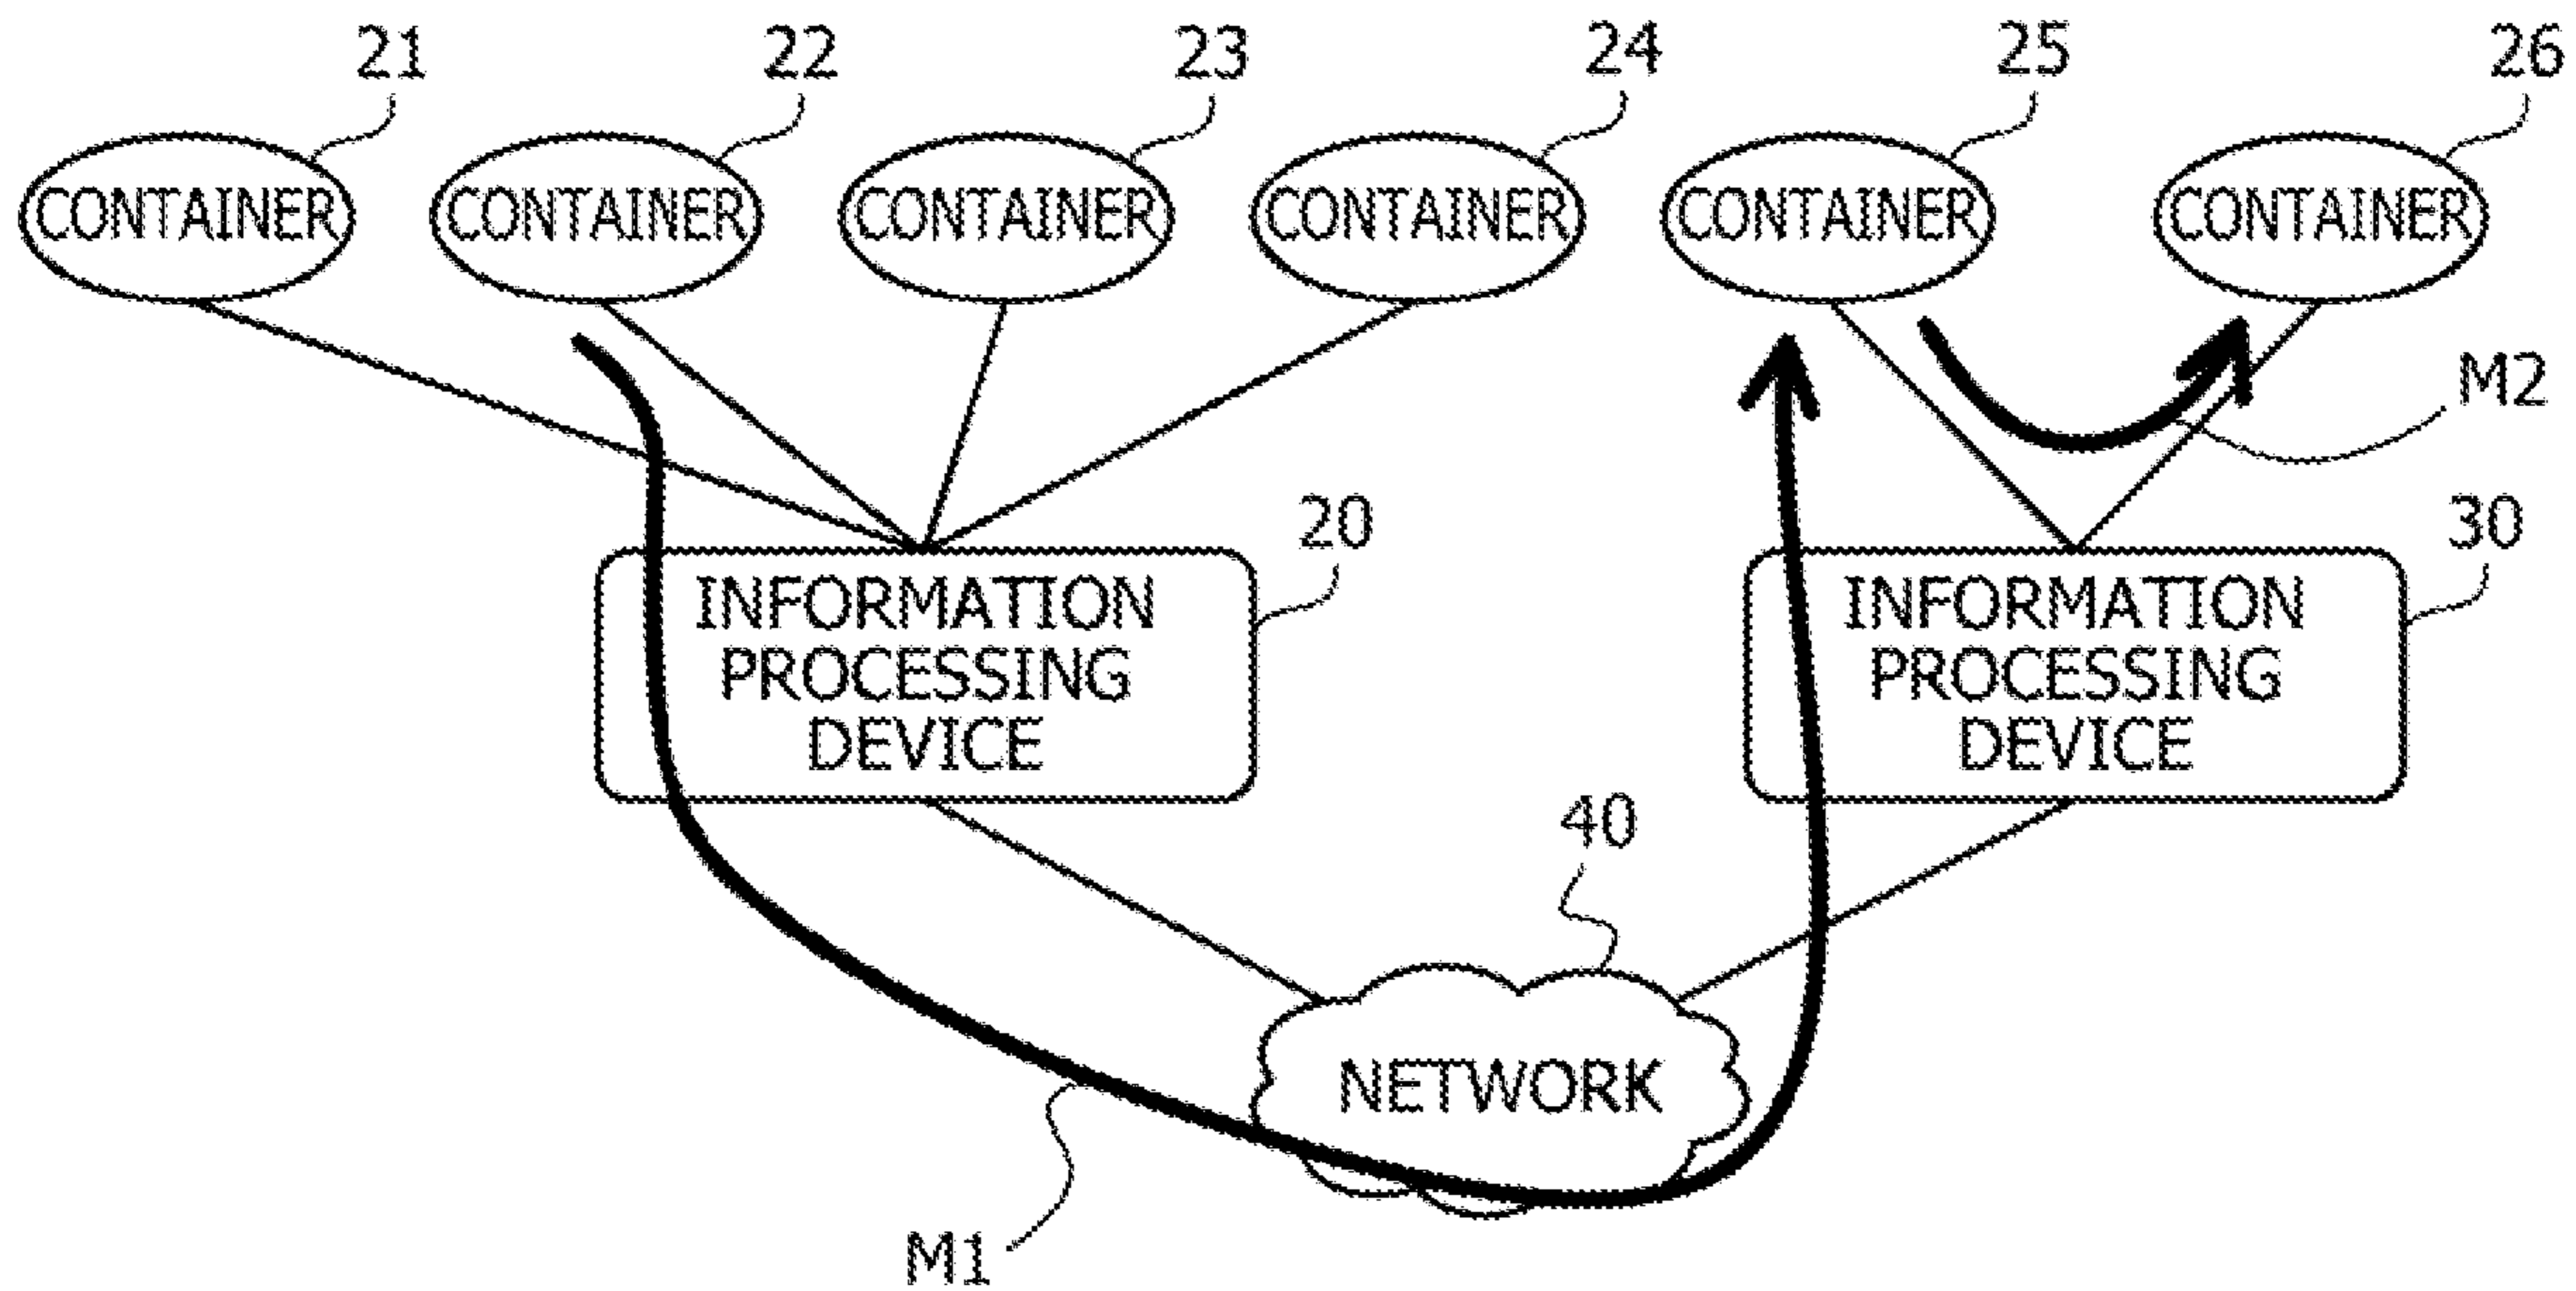 21 22 23 24 25 26
CONTAINER CONTAINER CONTAINER CONTAINER CONTAINER CONTAINER
M2
20 30
INFORMATION
PROCESSING
DEVICE
INFORMATION
PROCESSING
DEVICE
40
NETWORK
M1